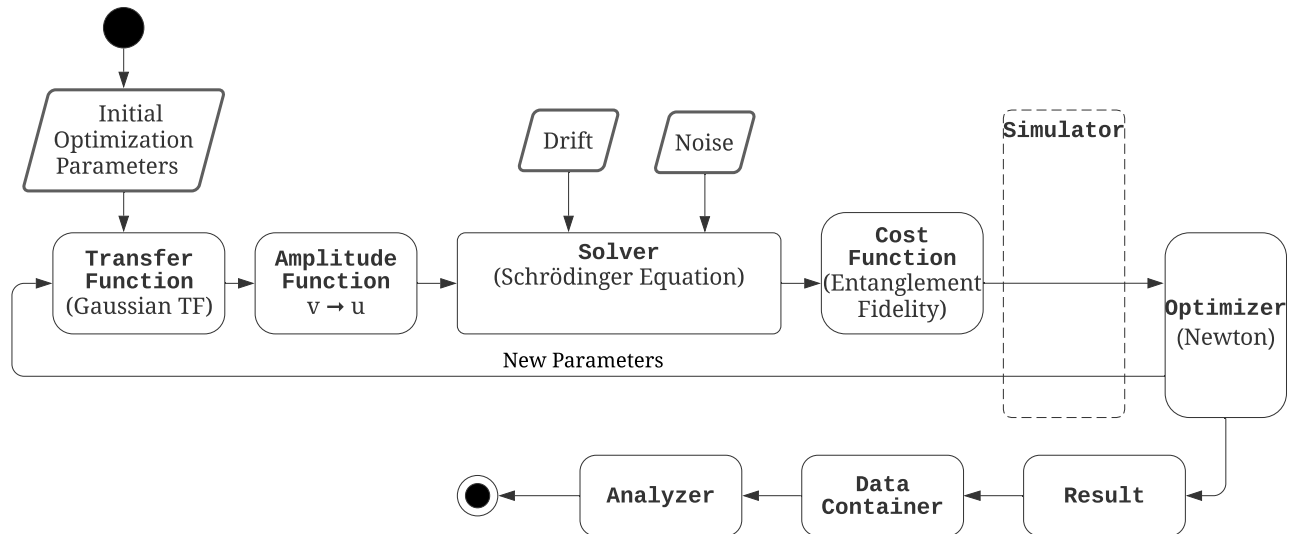 Initial
Optimization
Parameters
Drift
Noise
Simulator
Transfer
Function
(Gaussian TF)
Amplitude
Function
v → u
Solver
(Schrödinger Equation)
Cost
Function
(Entanglement
Fidelity)
Optimizer
(Newton)
New Parameters
Analyzer
Data
Container
Result